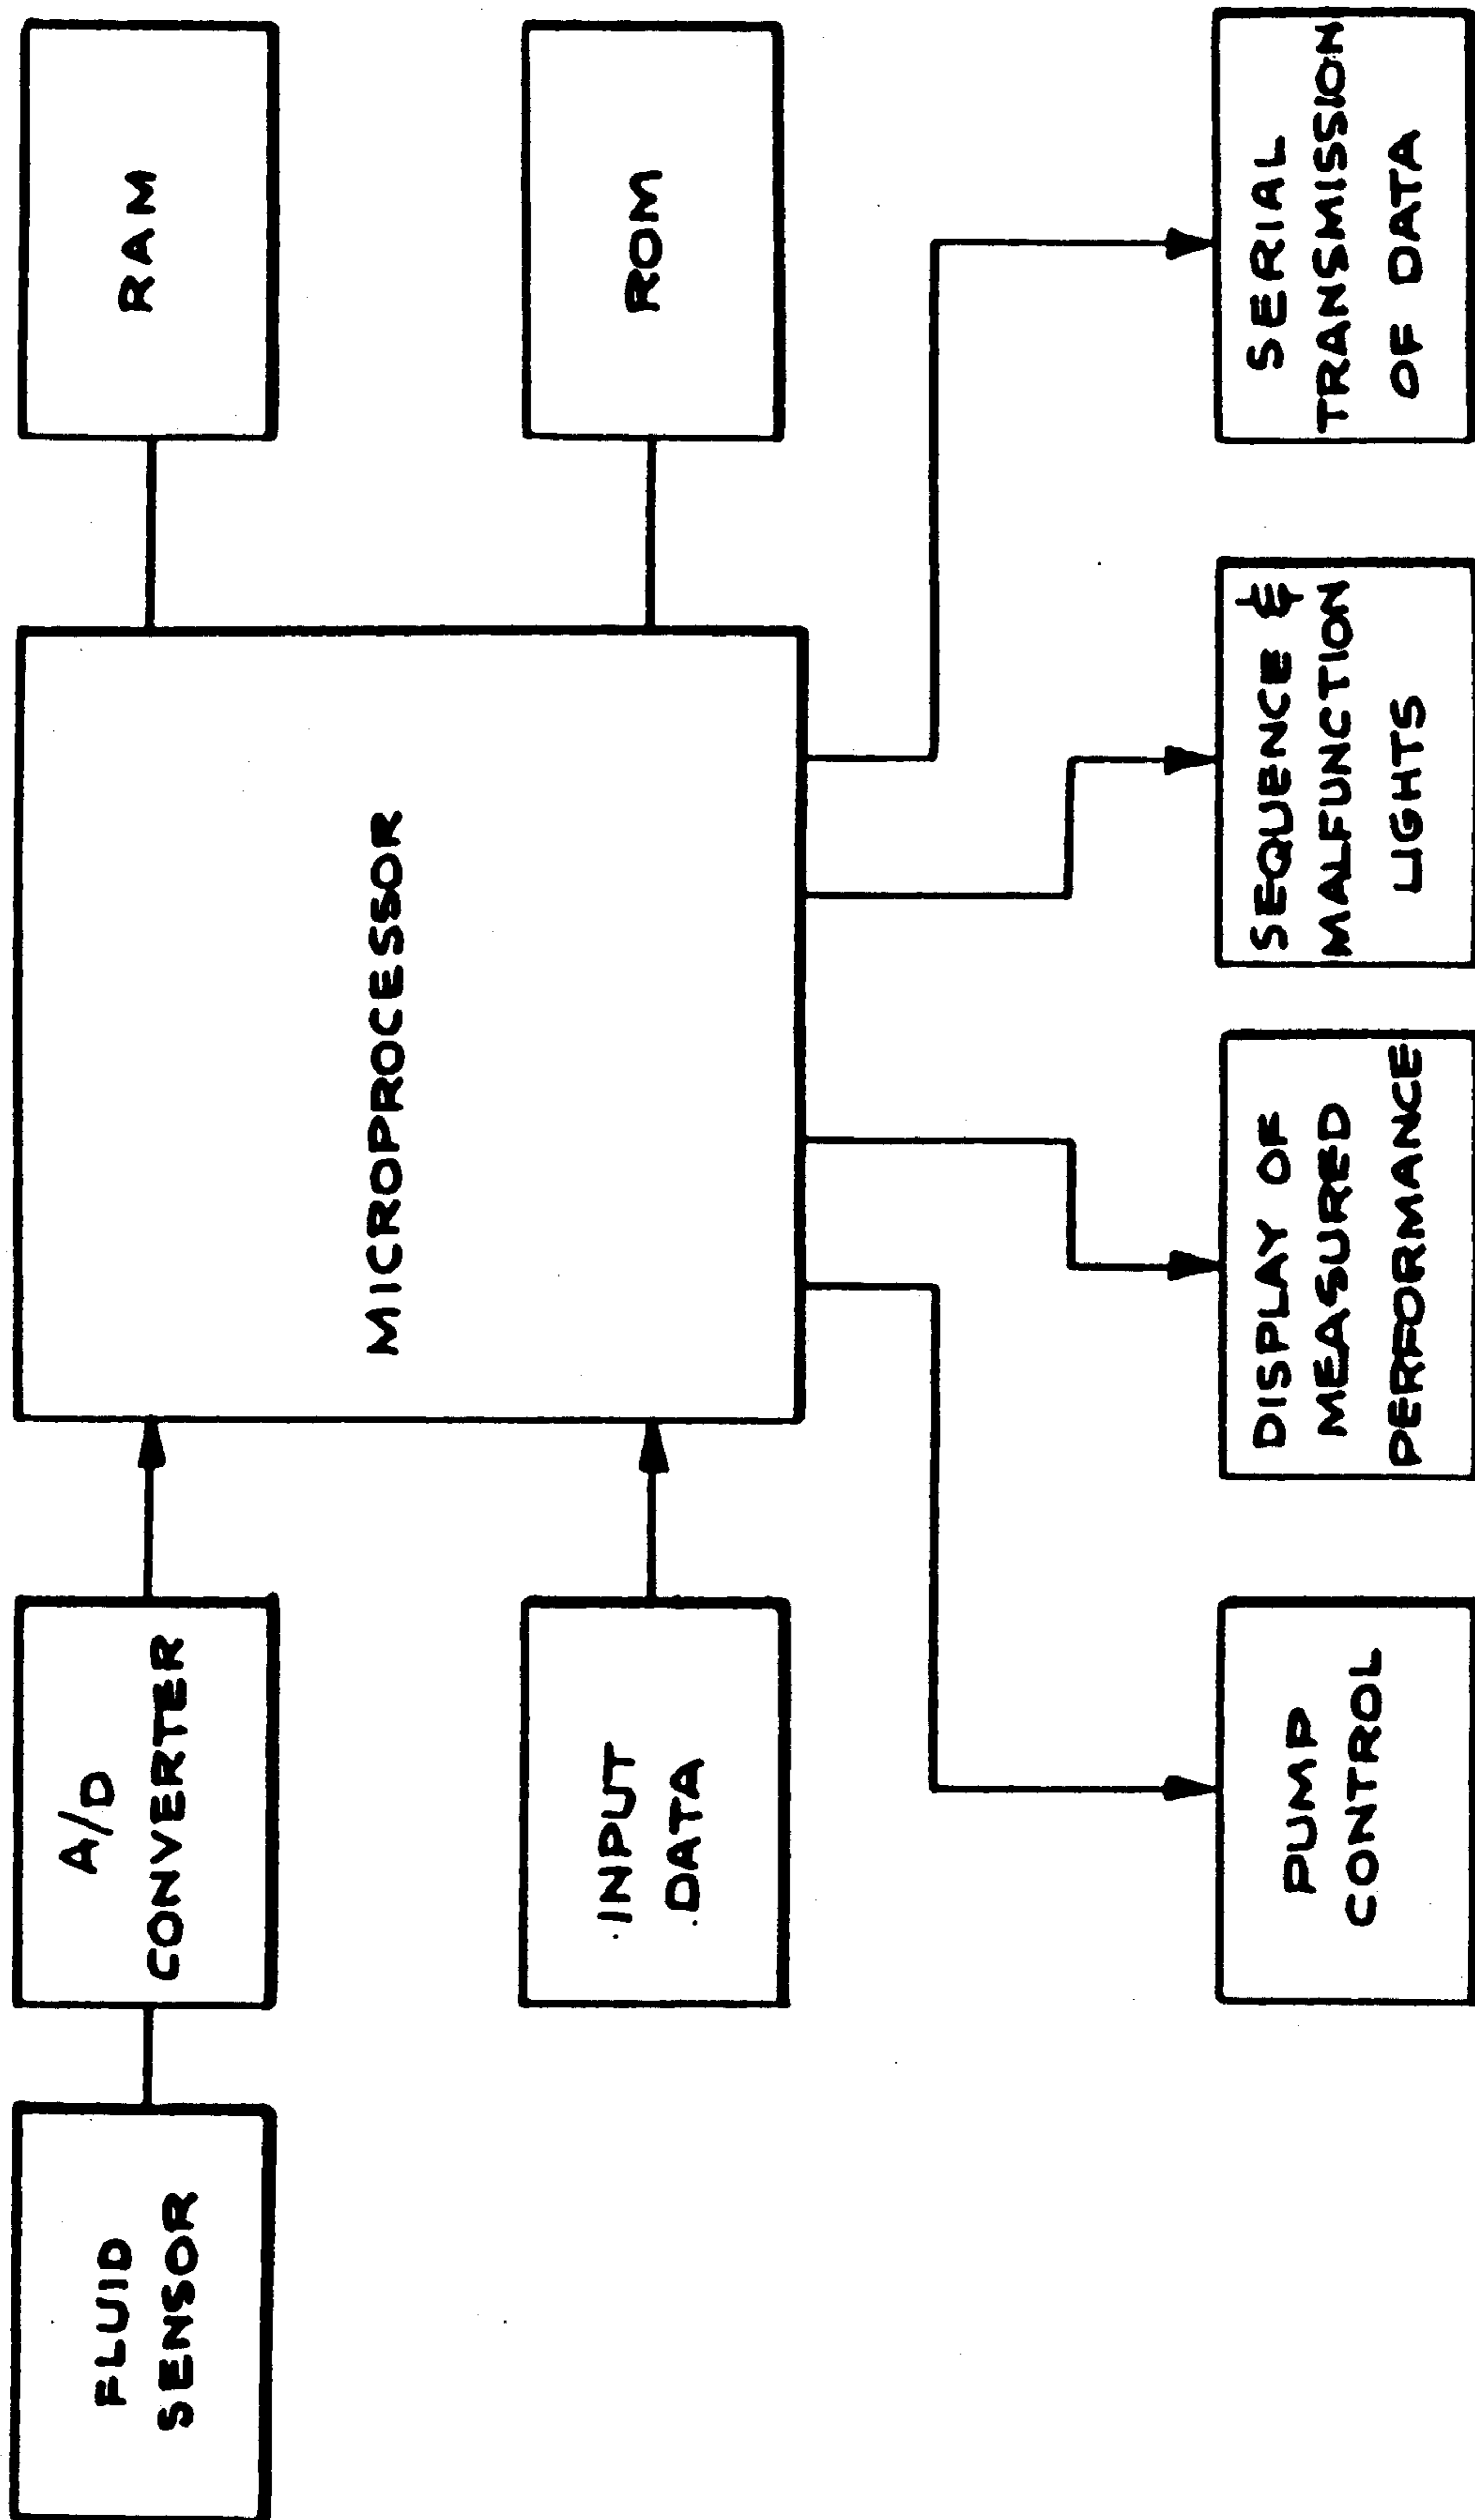 FLUID
SENSOR
A/D
CONVERTER
MICROPROCESSOR
RAM
INPUT
DATA
ROM
PUMP
CONTROL
DISPLAY OF
MEASURED
PERFORMANCE
SEQUENCE &
MALFUNCTION
LIGHTS
SERIAL
TRANSMISSION
OF DATA